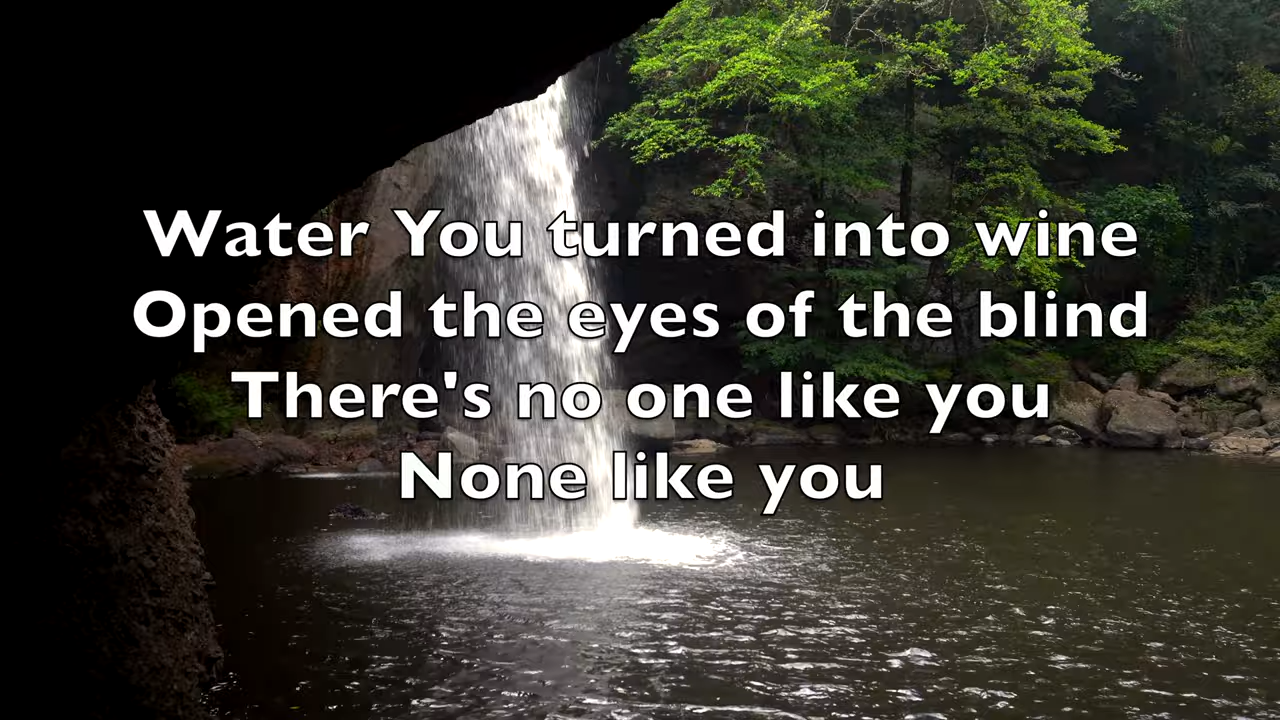 Water You turned into wine
Opened the eyes of the blind
There's no one like you
None like you